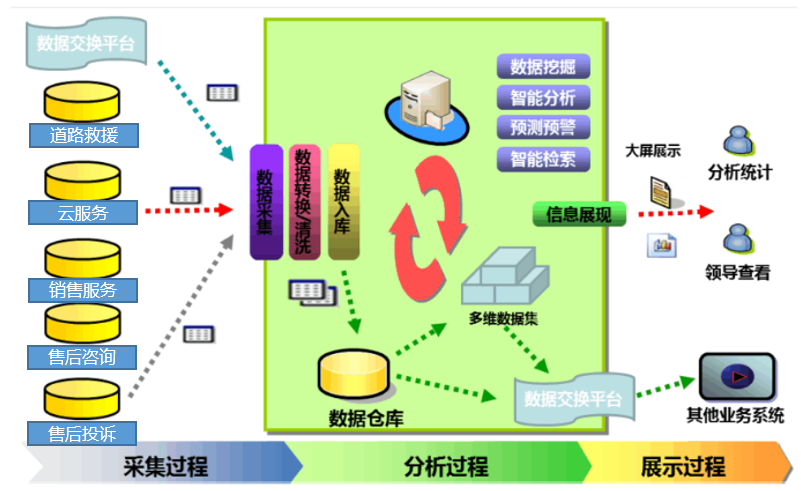 数据交换平台
道路救援
云服务
销售服务
售后咨询
售后投诉
数据采集
数据转换/清洗
数据入库
数据挖掘
智能分析
预测预警
智能检索
信息展现
多维数据集
数据仓库
数据交换平台
大屏展示
分析统计
领导查看
其他业务系统
采集过程
分析过程
展示过程